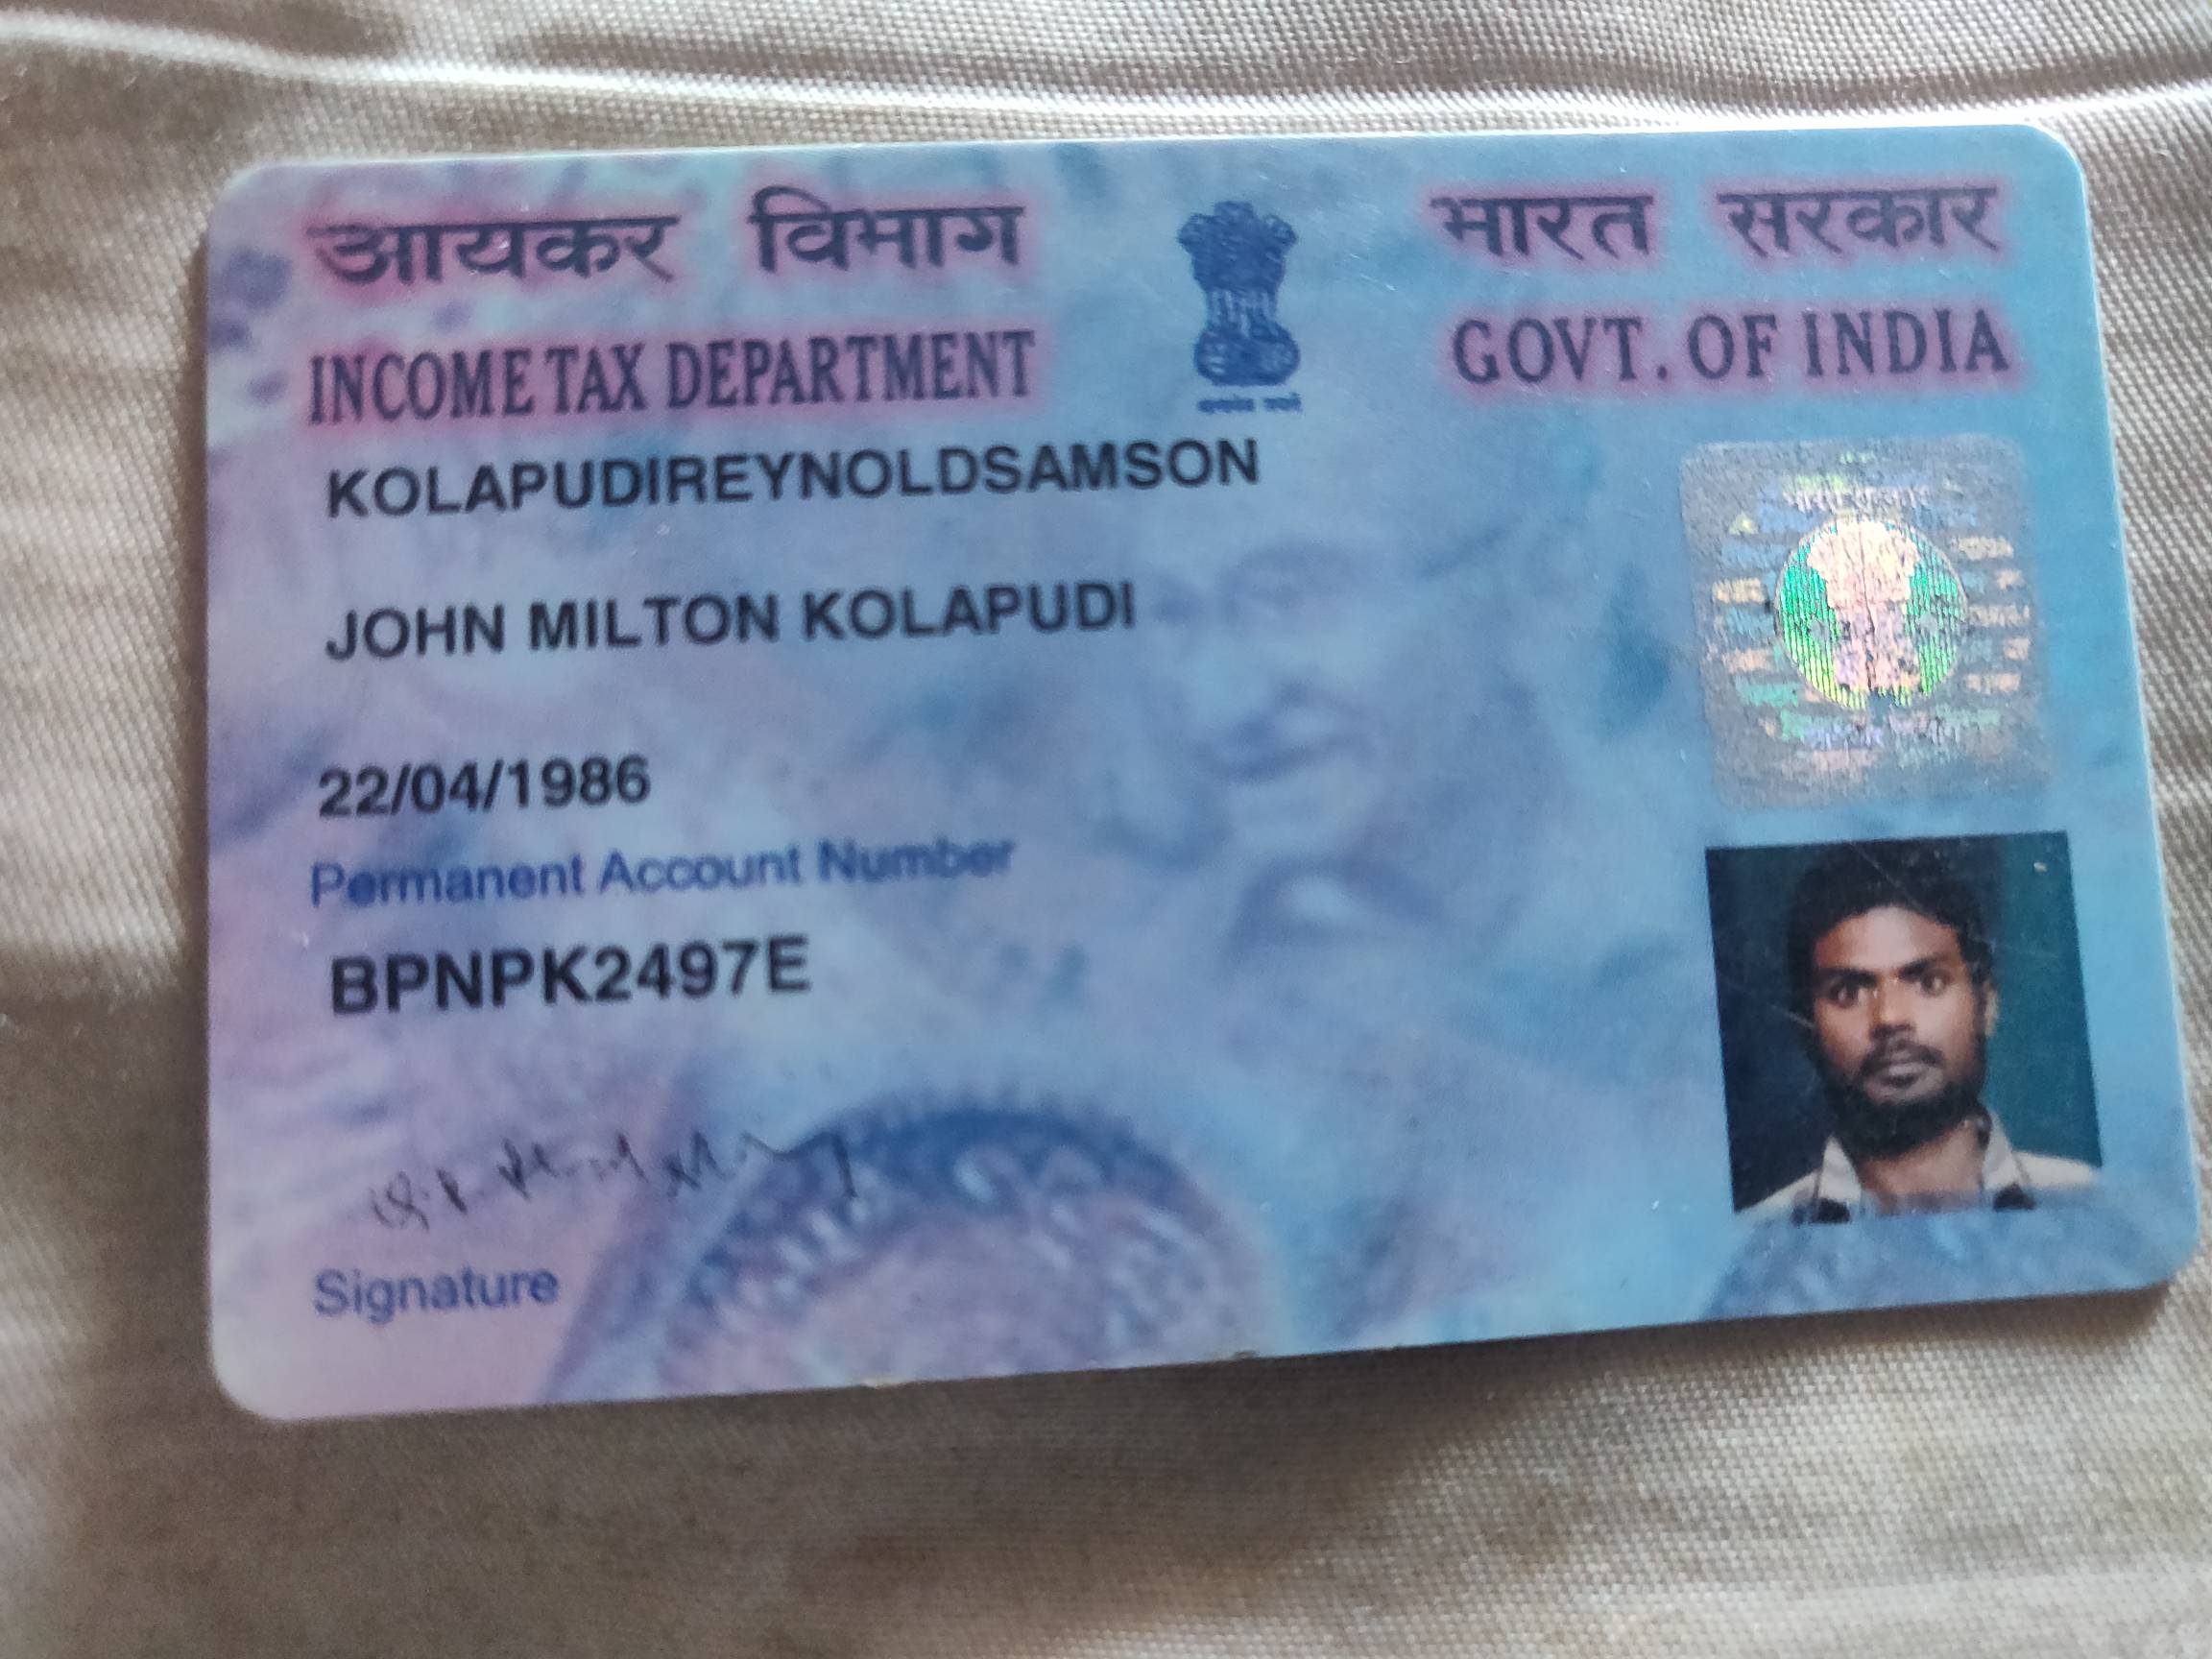 आयकर विभाग
INCOME TAX DEPARTMENT
भारत सरकार
GOVT. OF INDIA
KOLAPUDIREYNOLDSAMSON
JOHN MILTON KOLAPUDI
22/04/1986
Permanent Account Number
BPNPK2497E
Signature